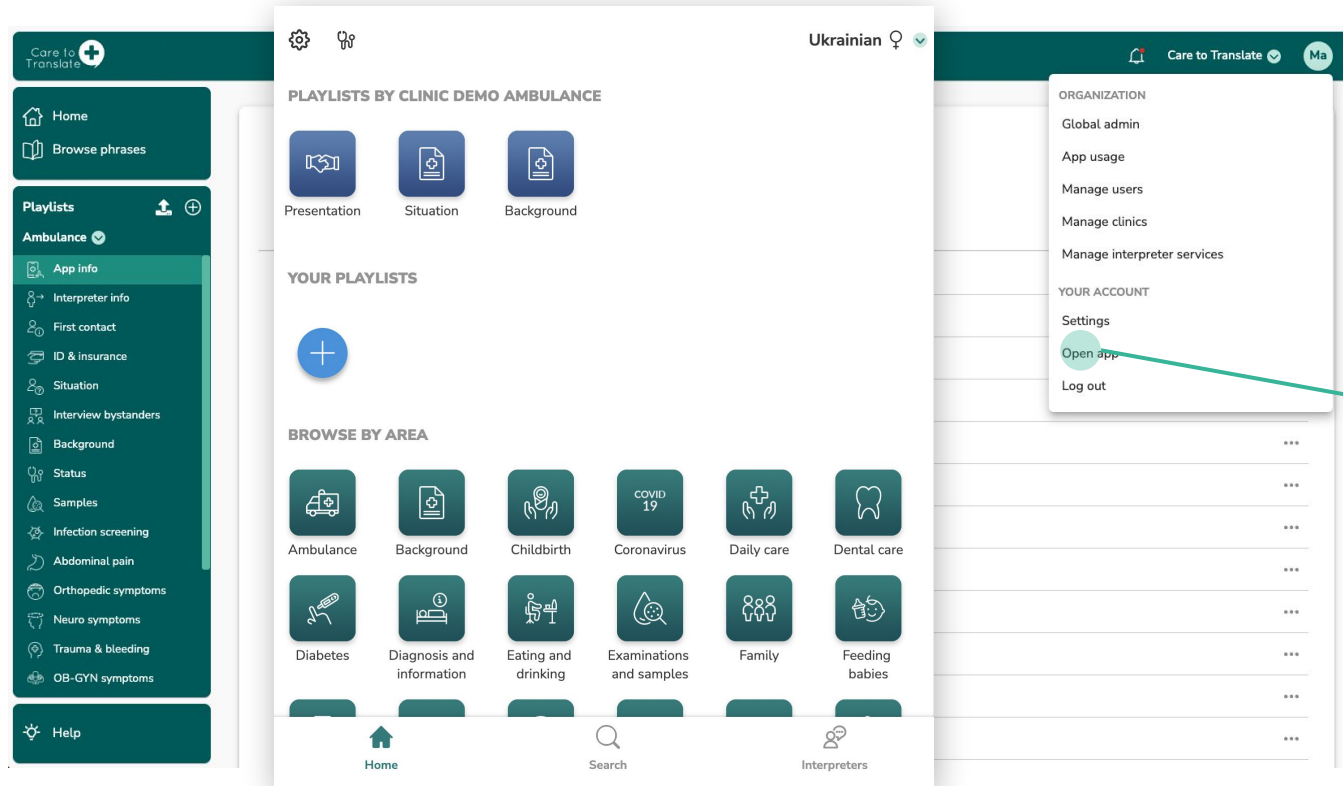 Care to
Translate
Home
Browse phrases
Playlists
Ambulance
App info
Interpreter info
First contact
ID & insurance
Situation
Interview bystanders
Background
Status
Samples
Infection screening
Abdominal pain
Orthopedic symptoms
Neuro symptoms
Trauma & bleeding
OB-GYN symptoms
Help
Ukrainian
PLAYLISTS BY CLINIC DEMO AMBULANCE
Presentation Situation Background
YOUR PLAYLISTS
BROWSE BY AREA
COVID
19
Ambulance Background Childbirth Coronavirus Daily care Dental care
Diabetes Diagnosis and Eating and Examinations Family Feeding
information drinking and samples babies
Home Search Interpreters
Care to Translate Ma
ORGANIZATION
Global admin
App usage
Manage users
Manage clinics
Manage interpreter services
YOUR ACCOUNT
Settings
Open app
Log out